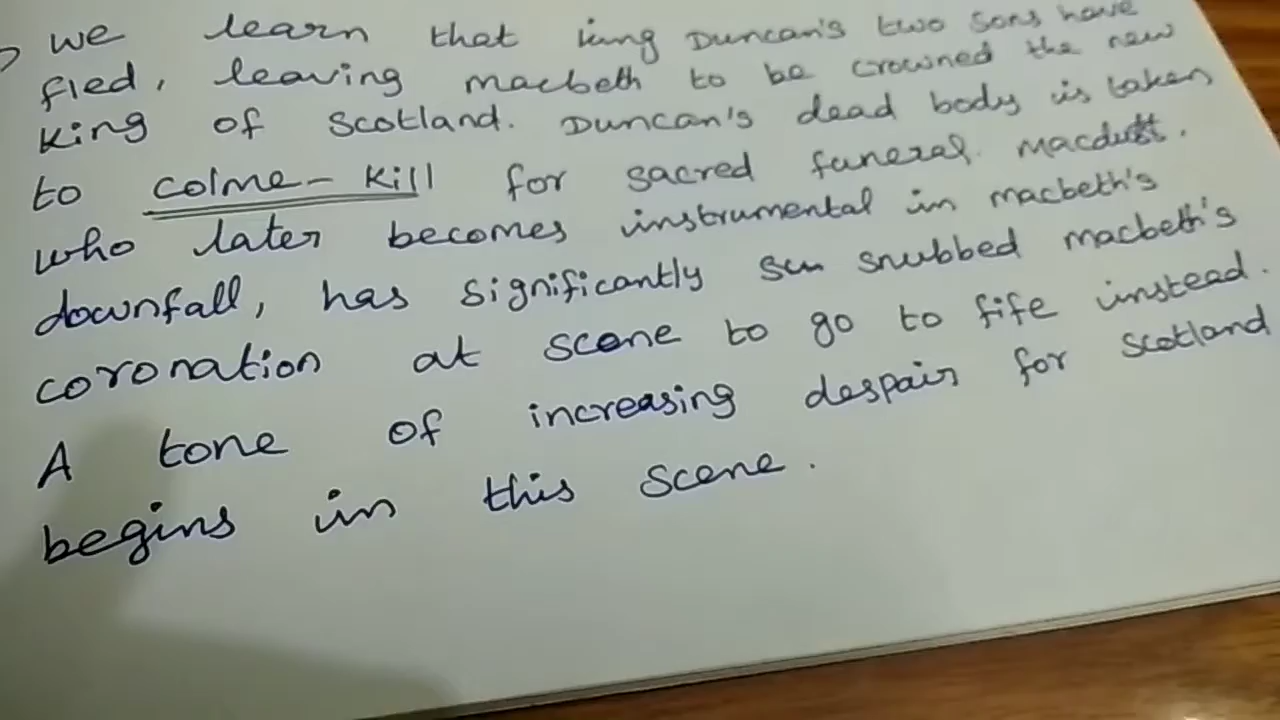 we learn that king Duncan's two sons have
fled, leaving macbeth to be crowned the new
king of scotland. Duncan's dead body is taken
to colme-kill for sacred funeral. macduff.
who later becomes instrumental in macbeth's
downfall, has significantly snubbed macbeth's
coronation at scone to go to fife instead.
A tone of increasing despair for scotland
begins in this scene.